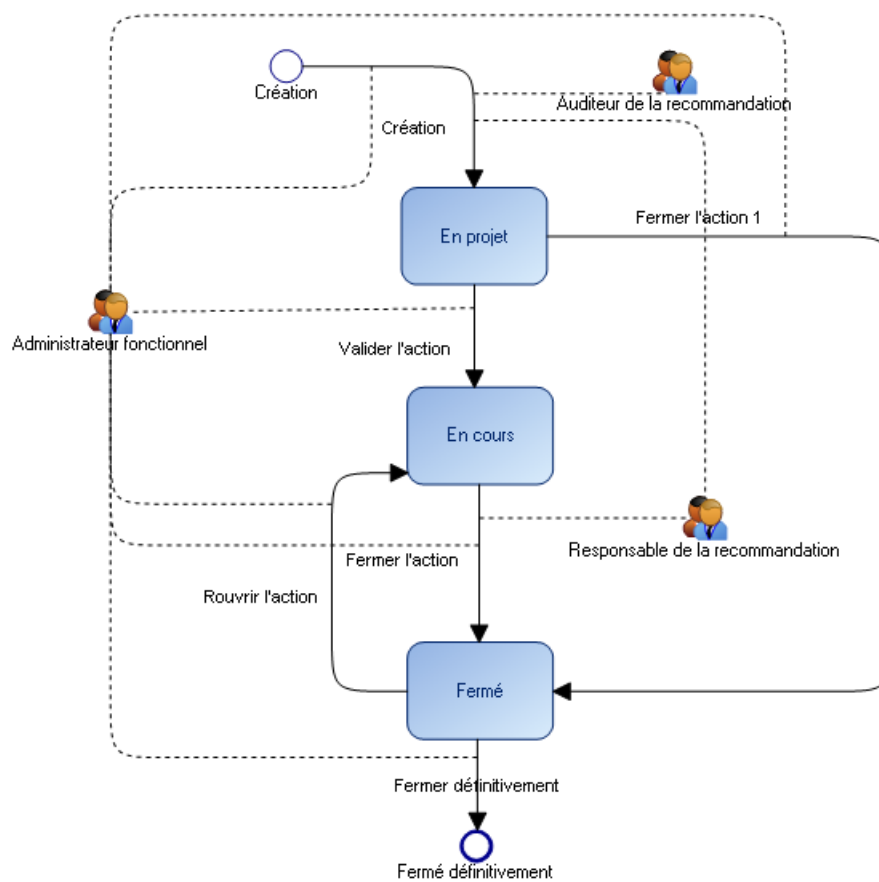 Création
Auditeur de la recommandation
Création
En projet
Fermer l'action 1
Administrateur fonctionnel
Valider l'action
En cours
Responsable de la recommandation
Fermer l'action
Rouvrir l'action
Fermé
Fermer définitivement
Fermé définitivement